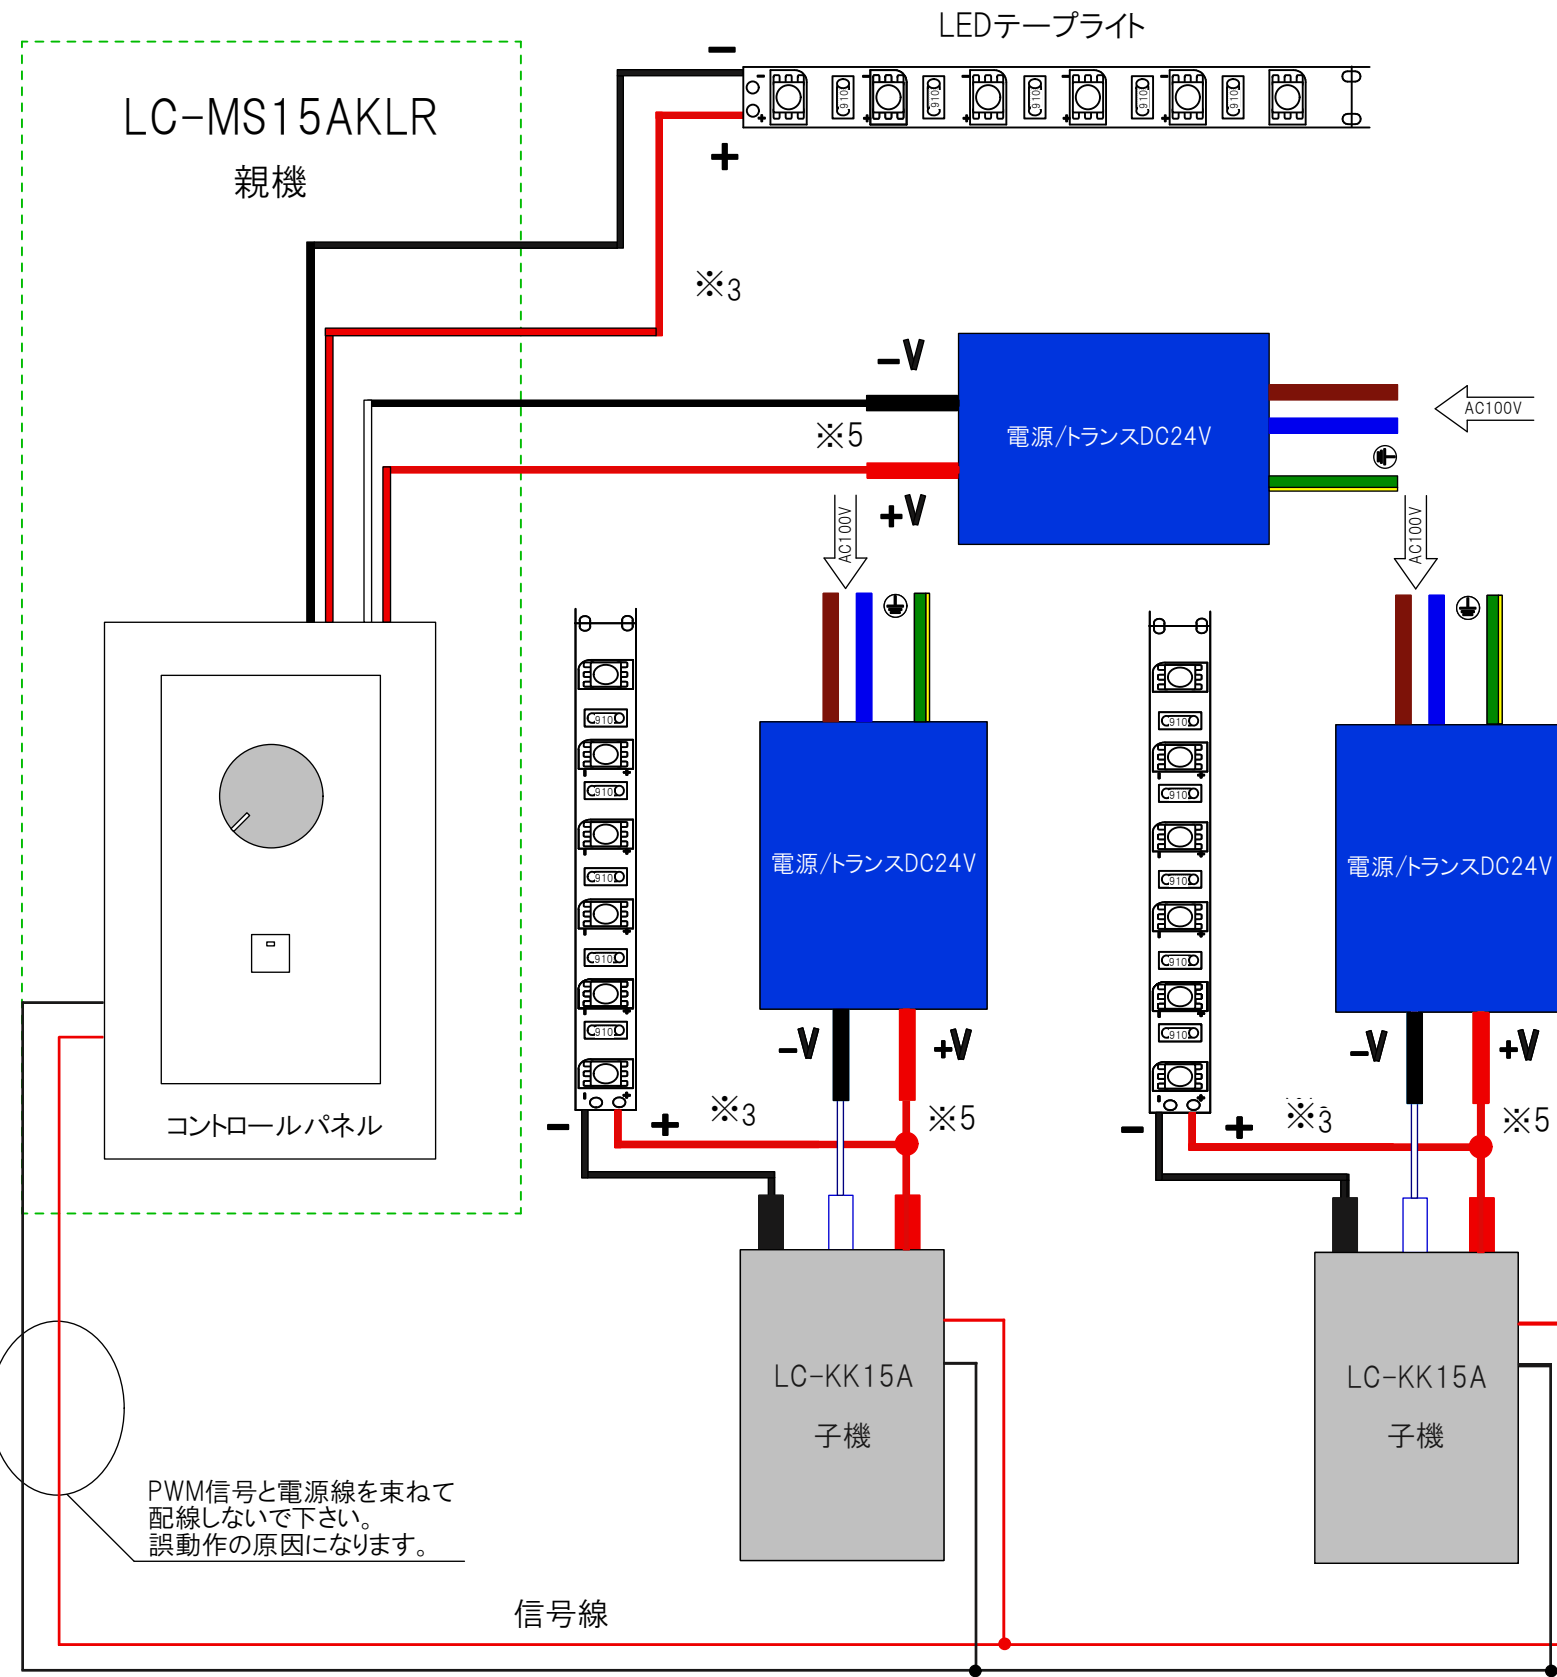 LEDテープライト
LC-MS15AKLR
親機
-
+
※3
-V
※5
+V
電源/トランスDC24V
AC100V
AC100V
AC100V
電源/トランスDC24V
電源/トランスDC24V
-V
+V
-V
+V
コントロールパネル
-
+
※3
※5
-
+
※3
※5
LC-KK15A
子機
LC-KK15A
子機
PWM信号と電源線を束ねて
配線しないで下さい。
誤動作の原因になります。
信号線